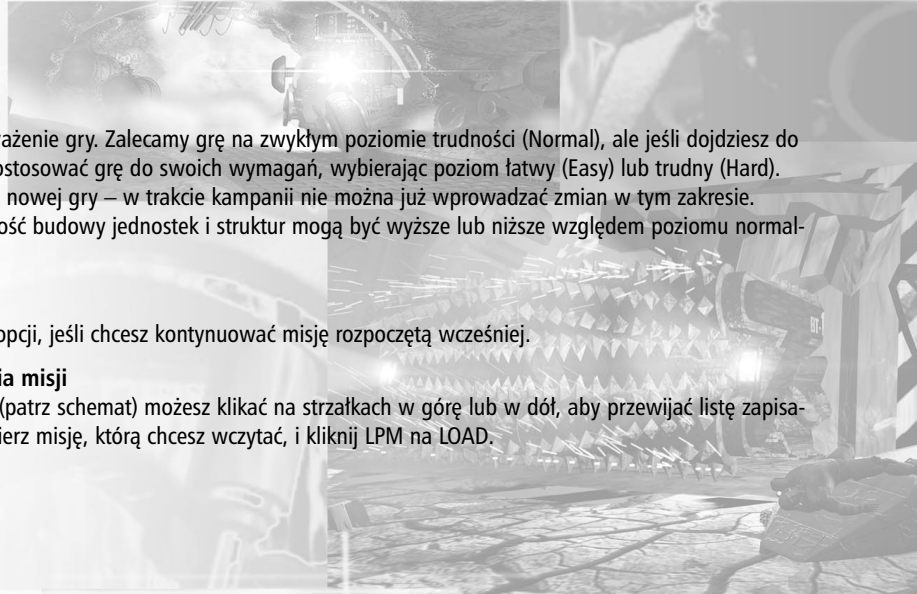 ażenie gry. Zalecamy grę na zwykłym poziomie trudności (Normal), ale jeśli dojdziesz do
ostosować grę do swoich wymagań, wybierając poziom łatwy (Easy) lub trudny (Hard).
nowej gry – w trakcie kampanii nie można już wprowadzać zmian w tym zakresie.
ość budowy jednostek i struktur mogą być wyższe lub niższe względem poziomu normal-
opcji, jeśli chcesz kontynuować misję rozpoczętą wcześniej.
ia misji
(patrz schemat) możesz klikać na strzałkach w górę lub w dół, aby przewijać listę zapisa-
ierz misję, którą chcesz wczytać, i kliknij LPM na LOAD.